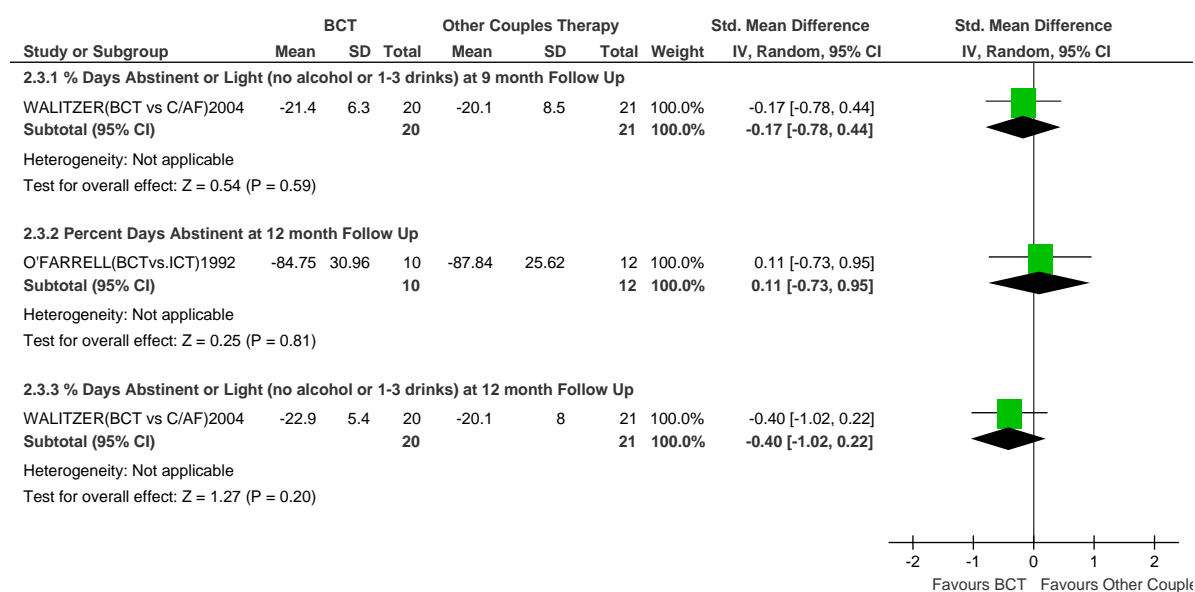 BCT Other Couples Therapy Std. Mean Difference Std. Mean Difference
Study or Subgroup Mean SD Total Mean SD Total Weight IV, Random, 95% CI IV, Random, 95% CI
2.3.1 % Days Abstinent or Light (no alcohol or 1-3 drinks) at 9 month Follow Up
WALITZER(BCT vs C/AF)2004 -21.4 6.3 20 -20.1 8.5 21 100.0% -0.17 [-0.78, 0.44]
Subtotal (95% CI) 20 21 100.0% -0.17 [-0.78, 0.44]
Heterogeneity: Not applicable
Test for overall effect: Z = 0.54 (P = 0.59)
2.3.2 Percent Days Abstinent at 12 month Follow Up
O'FARRELL(BCTvs.ICT)1992 -84.75 30.96 10 -87.84 25.62 12 100.0% 0.11 [-0.73, 0.95]
Subtotal (95% CI) 10 12 100.0% 0.11 [-0.73, 0.95]
Heterogeneity: Not applicable
Test for overall effect: Z = 0.25 (P = 0.81)
2.3.3 % Days Abstinent or Light (no alcohol or 1-3 drinks) at 12 month Follow Up
WALITZER(BCT vs C/AF)2004 -22.9 5.4 20 -20.1 8 21 100.0% -0.40 [-1.02, 0.22]
Subtotal (95% CI) 20 21 100.0% -0.40 [-1.02, 0.22]
Heterogeneity: Not applicable
Test for overall effect: Z = 1.27 (P = 0.20)
-2 -1 0 1 2
Favours BCT Favours Other Couple